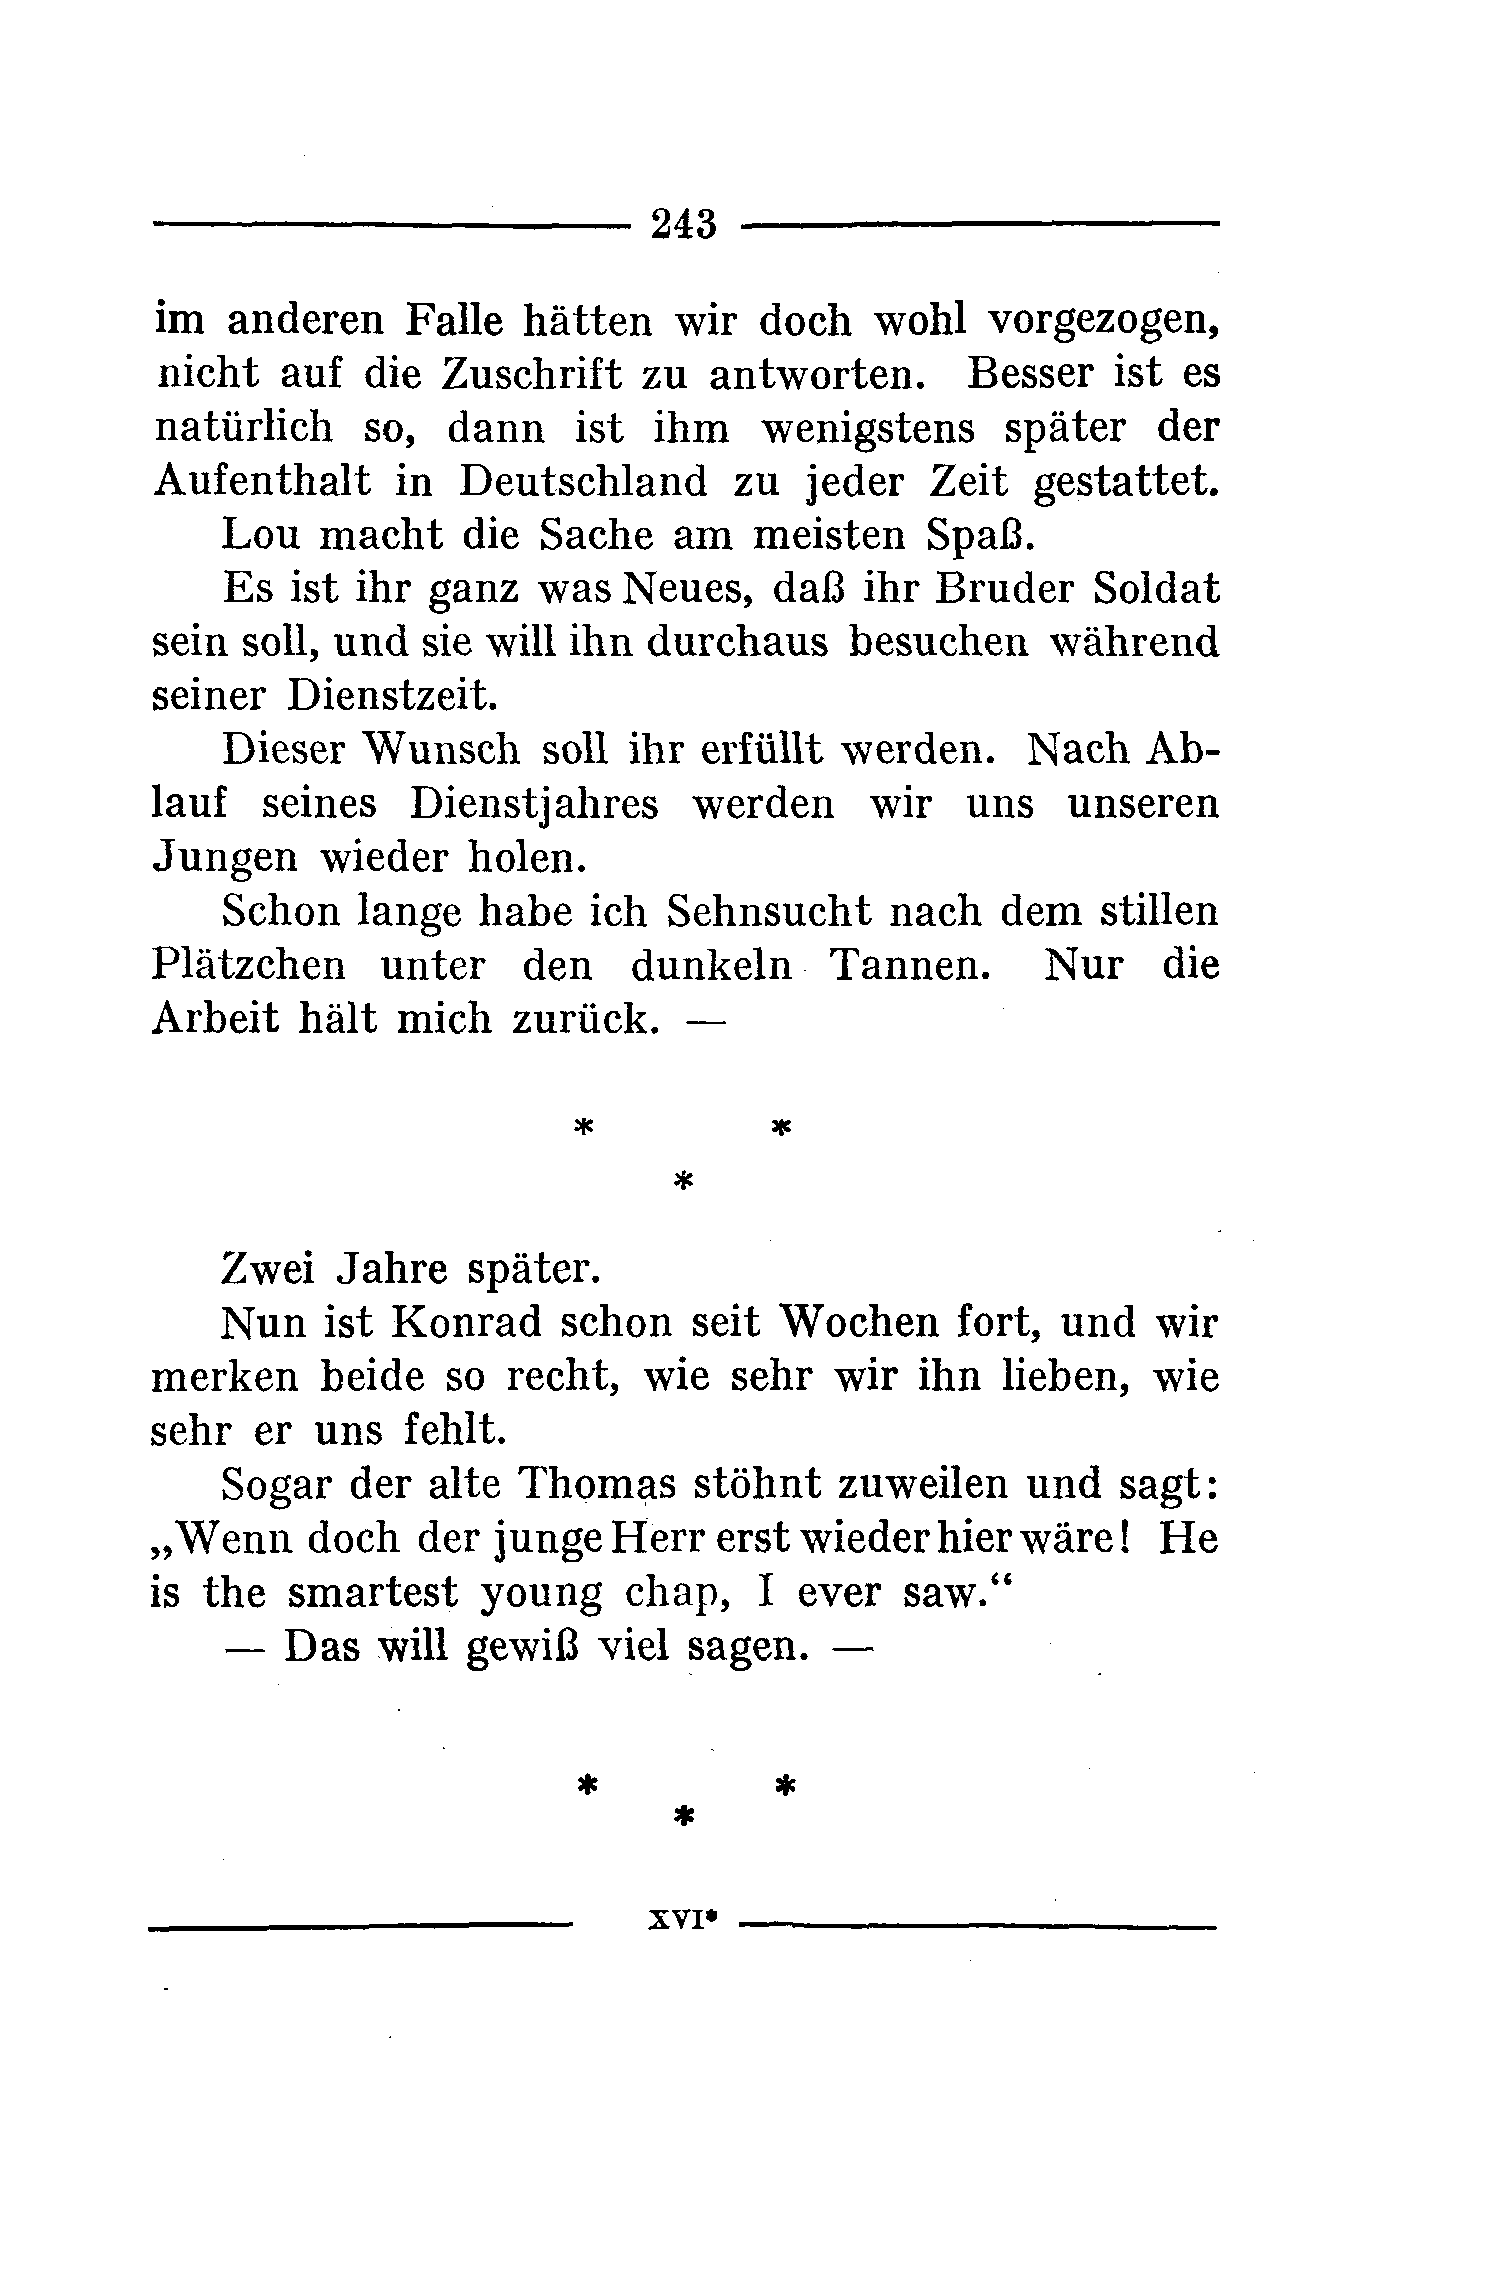 243
im anderen Falle hätten wir doch wohl vorgezogen,
nicht auf die Zuschrift zu antworten. Besser ist es
natürlich so, dann ist ihm wenigstens später der
Aufenthalt in Deutschland zu jeder Zeit gestattet.
Lou macht die Sache am meisten Spaß.
Es ist ihr ganz was Neues, daß ihr Bruder Soldat
sein soll, und sie will ihn durchaus besuchen während
seiner Dienstzeit.
Dieser Wunsch soll ihr erfüllt werden. Nach Ab-
lauf seines Dienstjahres werden wir uns unseren
Jungen wieder holen.
Schon lange habe ich Sehnsucht nach dem stillen
Plätzchen unter den dunkeln Tannen. Nur die
Arbeit hält mich zurück. —
* *
*
Zwei Jahre später.
Nun ist Konrad schon seit Wochen fort, und wir
merken beide so recht, wie sehr wir ihn lieben, wie
sehr er uns fehlt.
Sogar der alte Thomas stöhnt zuweilen und sagt:
„Wenn doch der junge Herr erst wieder hier wäre! He
is the smartest young chap, I ever saw.“
— Das will gewiß viel sagen. —
* *
*
XVI*